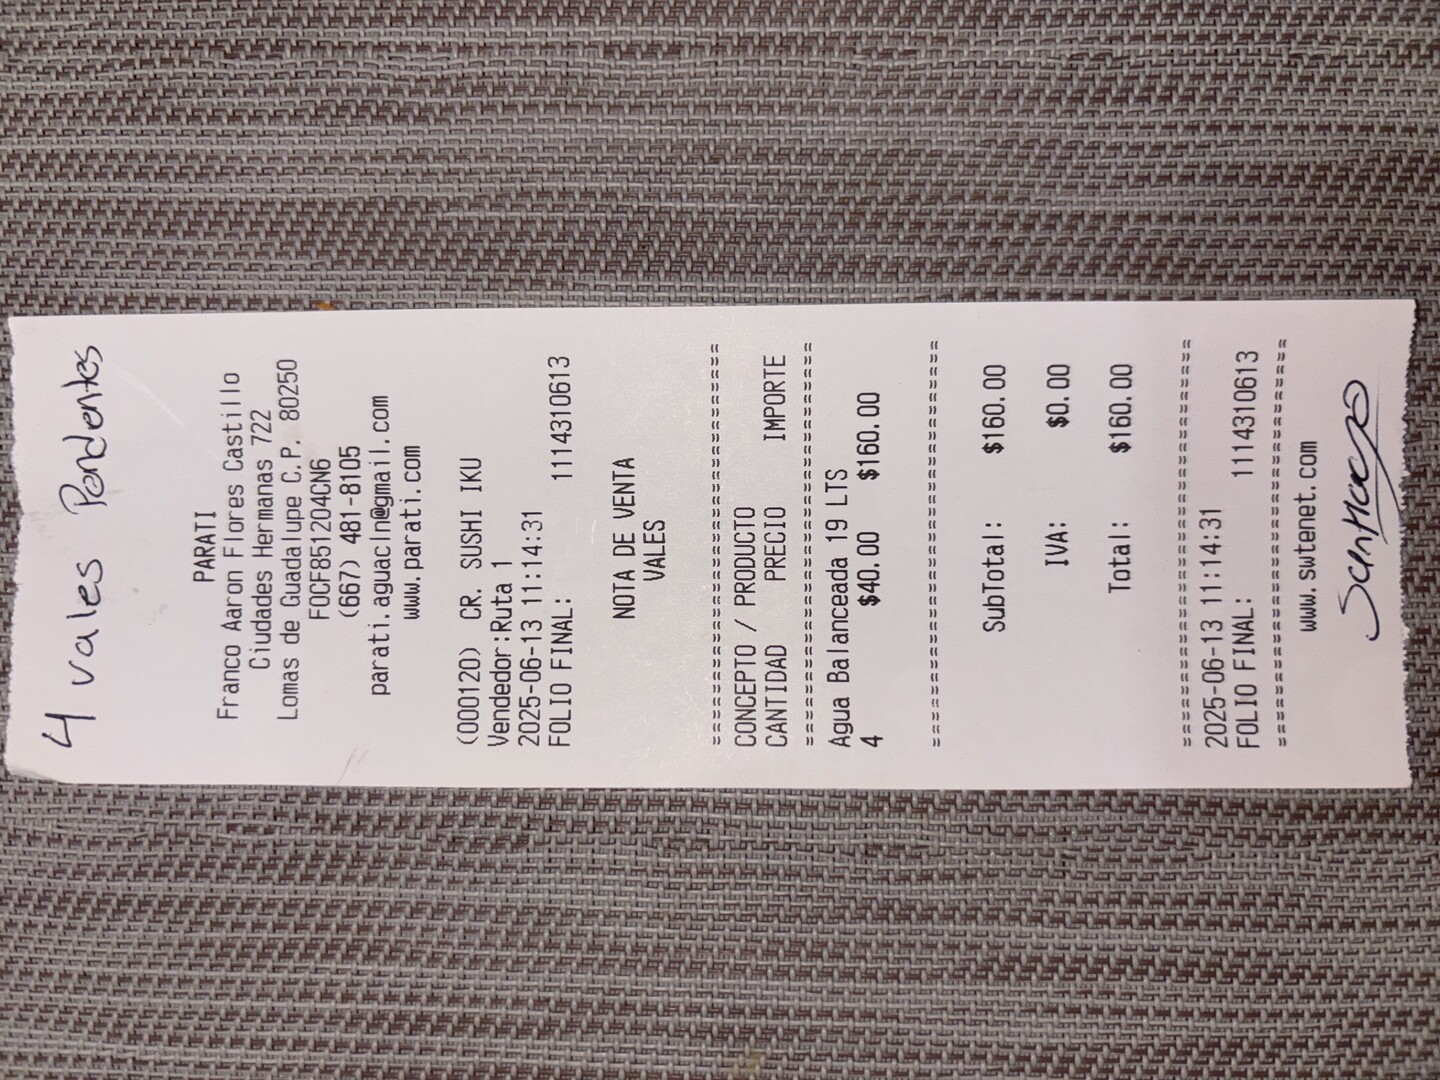 4 vales Pendentes
PARATI
Franco Aaron Flores Castillo
Ciudades Hermanas 722
Lomas de Guadalupe C.P. 80250
FOCF851204CN6
(667) 481-8105
parati.aguacln@gmail.com
www.parati.com
(000120) CR. SUSHI IKU
Vendedor:Ruta 1
2025-06-13 11:14:31
FOLIO FINAL: 1114310613
NOTA DE VENTA
VALES
==============================
CONCEPTO / PRODUCTO
CANTIDAD PRECIO IMPORTE
==============================
Agua Balanceada 19 LTS
4 $40.00 $160.00
==============================
SubTotal: $160.00
IVA: $0.00
Total: $160.00
==============================
2025-06-13 11:14:31
FOLIO FINAL: 1114310613
==============================
www.swtenet.com